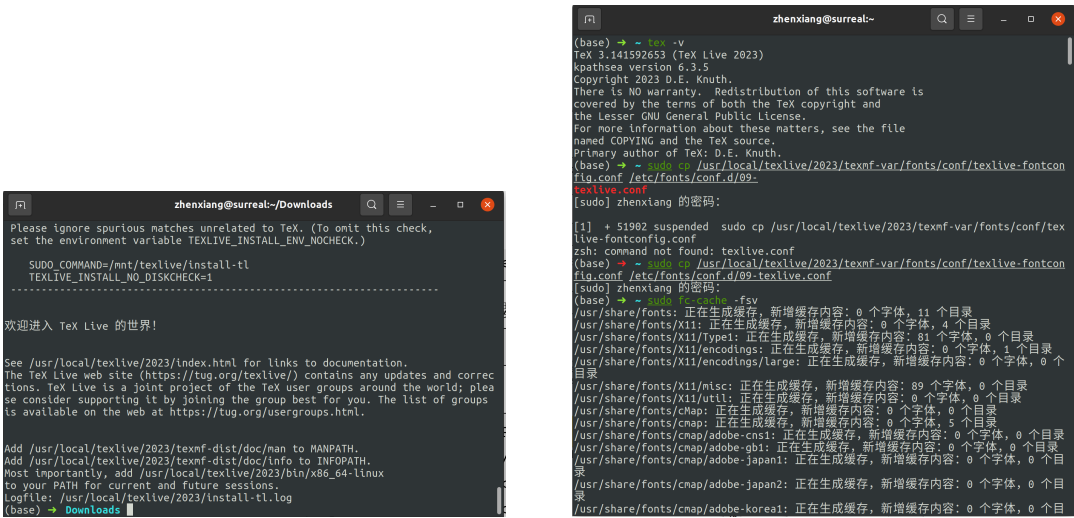 zhenxiang@surreal:~/Downloads
Please ignore spurious matches unrelated to TeX. (To omit this check,
set the environment variable TEXLIVE_INSTALL_ENV_NOCHECK.)
SUDO_COMMAND=/mnt/texlive/install-tl
TEXLIVE_INSTALL_NO_DISKCHECK=1
----------------------------------------------------------------------
欢迎进入 TeX Live 的世界！
See /usr/local/texlive/2023/index.html for links to documentation.
The TeX Live web site (https://tug.org/texlive/) contains any updates and correc
tions. TeX Live is a joint project of the TeX user groups around the world; plea
se consider supporting it by joining the group best for you. The list of groups
is available on the web at https://tug.org/usergroups.html.
Add /usr/local/texlive/2023/texmf-dist/doc/man to MANPATH.
Add /usr/local/texlive/2023/texmf-dist/doc/info to INFOPATH.
Most importantly, add /usr/local/texlive/2023/bin/x86_64-linux
to your PATH for current and future sessions.
Logfile: /usr/local/texlive/2023/install-tl.log
(base) ➜ Downloads
zhenxiang@surreal:~
(base) ➜ ~ tex -v
TeX 3.141592653 (TeX Live 2023)
kpathsea version 6.3.5
Copyright 2023 D.E. Knuth.
There is NO warranty. Redistribution of this software is
covered by the terms of both the TeX copyright and
the Lesser GNU General Public License.
For more information about these matters, see the file
named COPYING and the TeX source.
Primary author of TeX: D.E. Knuth.
(base) ➜ ~ sudo cp /usr/local/texlive/2023/texmf-var/fonts/conf/texlive-fontcon
fig.conf /etc/fonts/conf.d/09-
texlive.conf
[sudo] zhenxiang 的密码：
[1] + 51902 suspended sudo cp /usr/local/texlive/2023/texmf-var/fonts/conf/tex
live-fontconfig.conf
zsh: command not found: texlive.conf
(base) ➜ ~ sudo cp /usr/local/texlive/2023/texmf-var/fonts/conf/texlive-fontcon
fig.conf /etc/fonts/conf.d/09-texlive.conf
[sudo] zhenxiang 的密码：
(base) ➜ ~ sudo fc-cache -fsv
/usr/share/fonts: 正在生成缓存，新增缓存内容：0 个字体，11 个目录
/usr/share/fonts/X11: 正在生成缓存，新增缓存内容：0 个字体，4 个目录
/usr/share/fonts/X11/Type1: 正在生成缓存，新增缓存内容：81 个字体，0 个目录
/usr/share/fonts/X11/encodings: 正在生成缓存，新增缓存内容：0 个字体，1 个目录
/usr/share/fonts/X11/encodings/large: 正在生成缓存，新增缓存内容：0 个字体，0 个
目录
/usr/share/fonts/X11/misc: 正在生成缓存，新增缓存内容：89 个字体，0 个目录
/usr/share/fonts/X11/util: 正在生成缓存，新增缓存内容：0 个字体，0 个目录
/usr/share/fonts/cMap: 正在生成缓存，新增缓存内容：0 个字体，0 个目录
/usr/share/fonts/cmap: 正在生成缓存，新增缓存内容：0 个字体，5 个目录
/usr/share/fonts/cmap/adobe-cns1: 正在生成缓存，新增缓存内容：0 个字体，0 个目录
/usr/share/fonts/cmap/adobe-gb1: 正在生成缓存，新增缓存内容：0 个字体，0 个目录
/usr/share/fonts/cmap/adobe-japan1: 正在生成缓存，新增缓存内容：0 个字体，0 个目
录
/usr/share/fonts/cmap/adobe-japan2: 正在生成缓存，新增缓存内容：0 个字体，0 个目
录
/usr/share/fonts/cmap/adobe-korea1: 正在生成缓存，新增缓存内容：0 个字体，0 个目